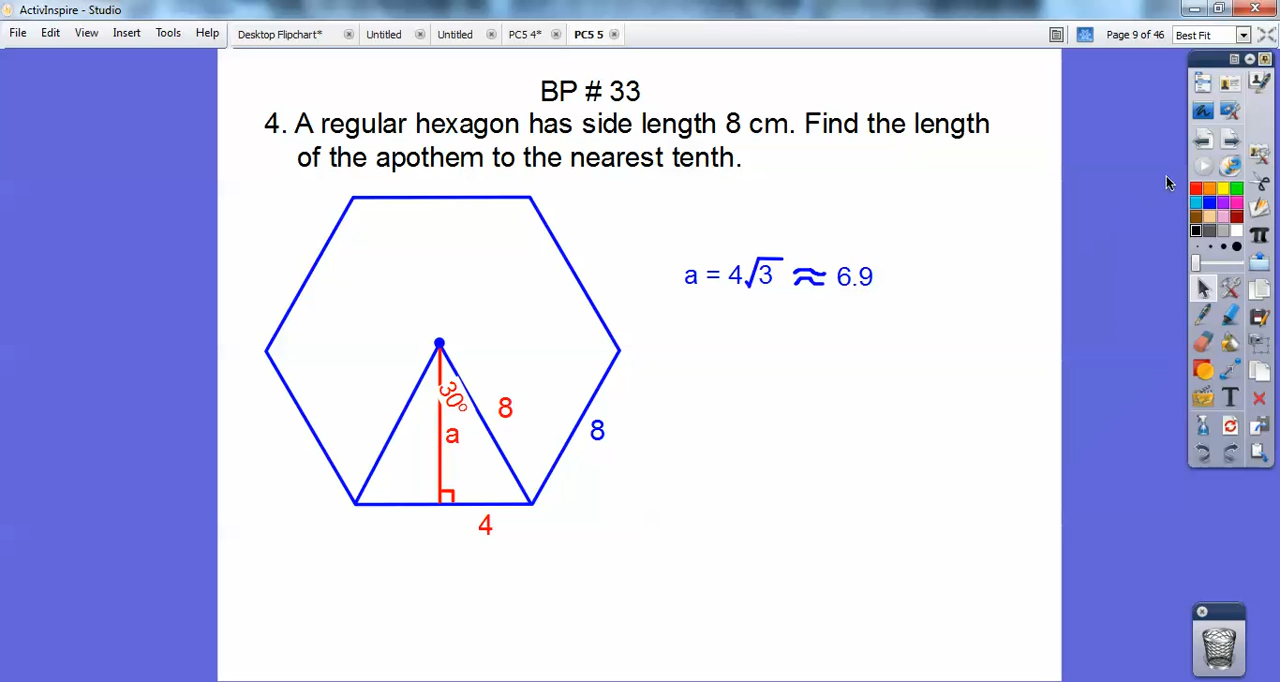 ActivInspire - Studio
File Edit View Insert Tools Help
Desktop Flipchart* Untitled Untitled PC5 4* PC5 5
Page 9 of 46 Best Fit
BP # 33
4. A regular hexagon has side length 8 cm. Find the length
of the apothem to the nearest tenth.
a = 4√3 ≈ 6.9
30°
8
a
8
4